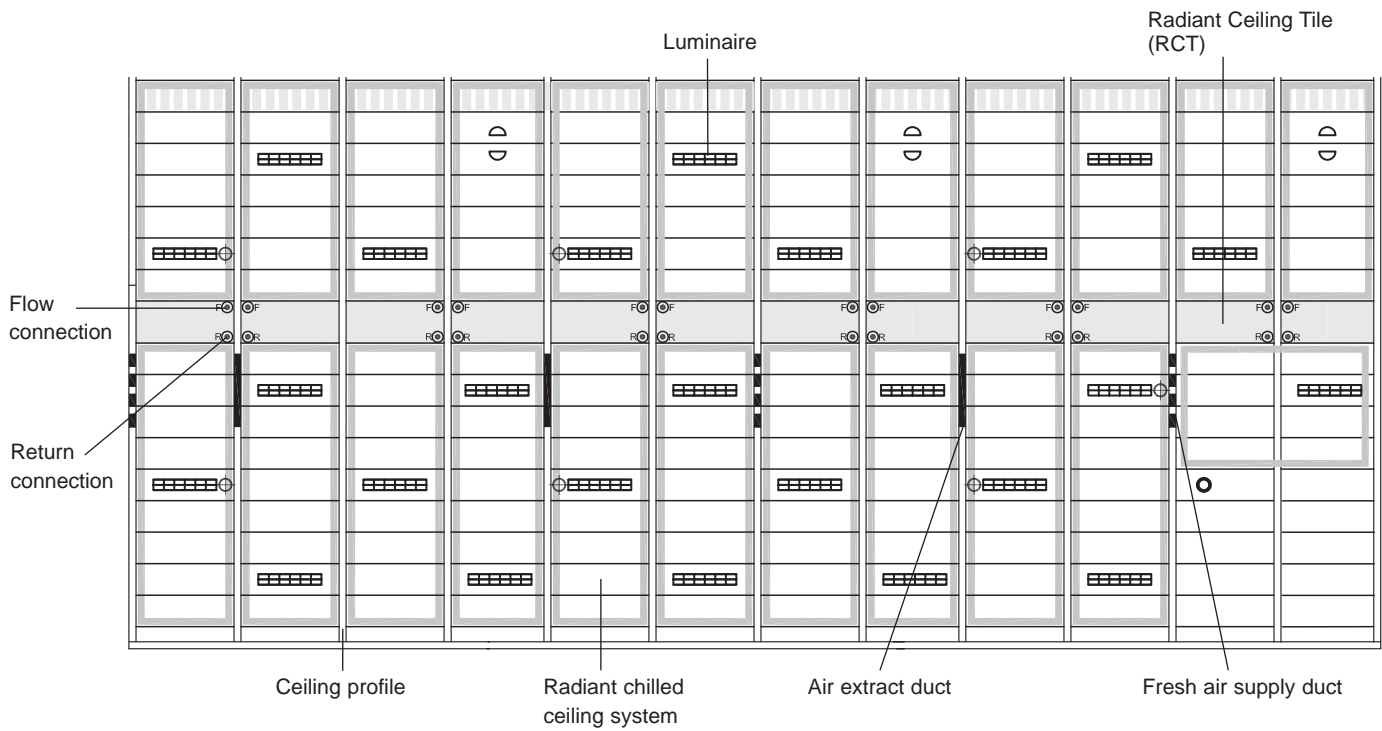 Radiant Ceiling Tile
(RCT)
Luminaire
Flow
connection
F F F F F F F F F F F F
R R R R R R R R R R R R
Return
connection
Ceiling profile
Radiant chilled
ceiling system
Air extract duct
Fresh air supply duct